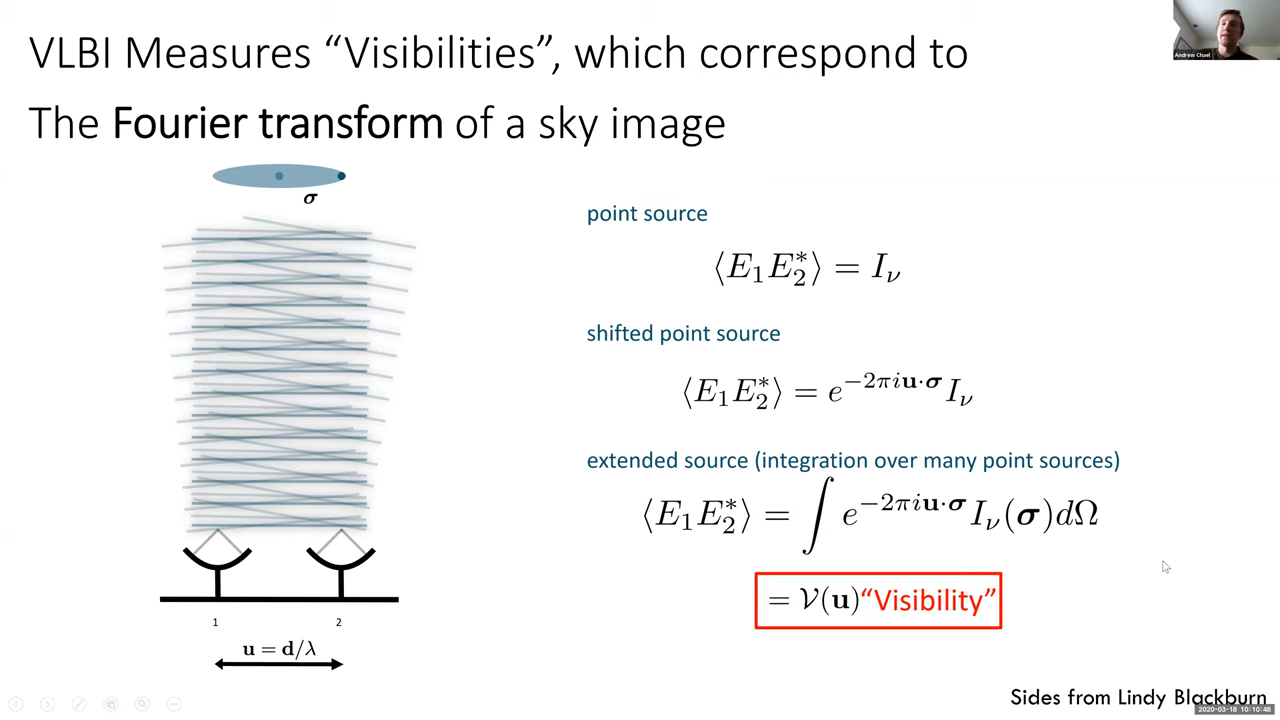 VLBI Measures “Visibilities”, which correspond to
The Fourier transform of a sky image
Andrew Chael
σ
point source
⟨E₁E₂*⟩ = I_ν
shifted point source
⟨E₁E₂*⟩ = e^{−2πi𝐮·σ} I_ν
extended source (integration over many point sources)
⟨E₁E₂*⟩ = ∫ e^{−2πi𝐮·σ} I_ν(σ)dΩ
= 𝒱(𝐮) “Visibility”
1 2
𝐮 = 𝐝/λ
Sides from Lindy Blackburn
2020-03-18 10:10:48